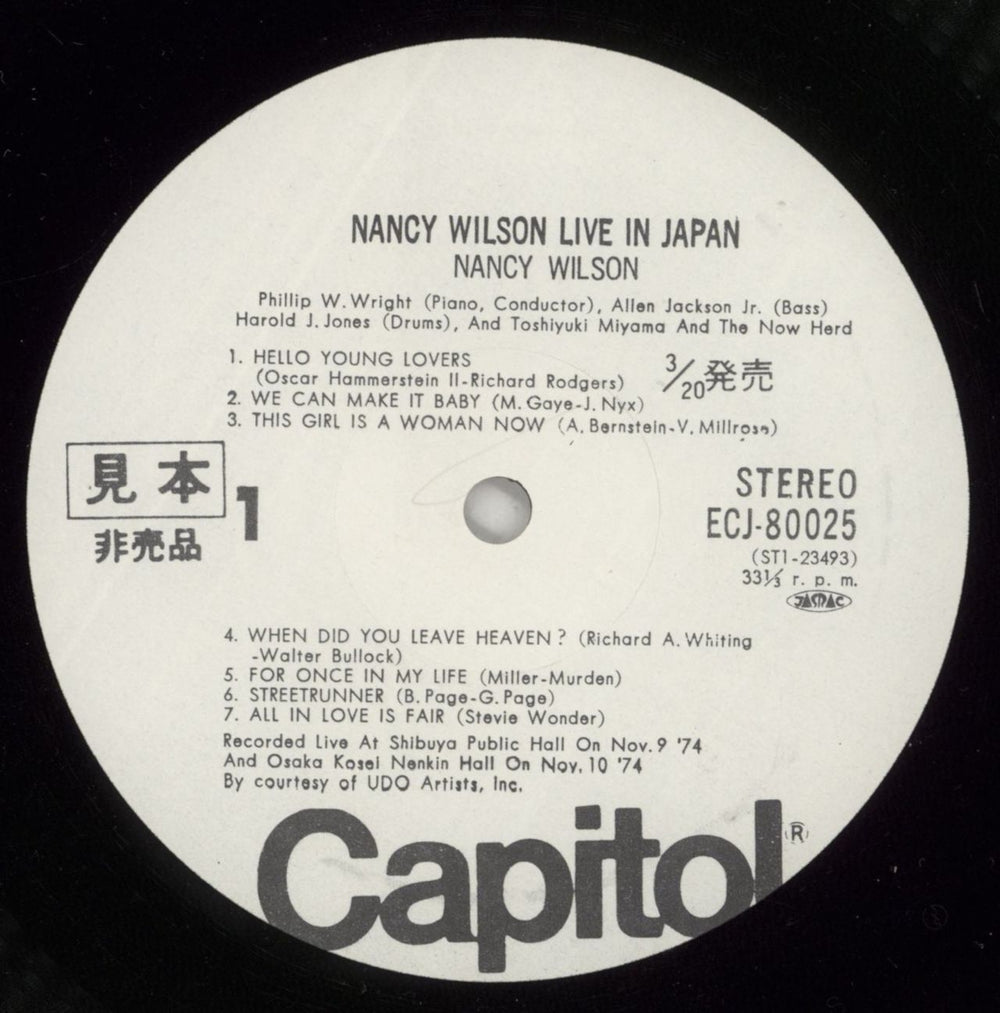 NANCY WILSON LIVE IN JAPAN
NANCY WILSON
Phillip W. Wright (Piano, Conductor), Allen Jackson Jr. (Bass)
Harold J. Jones (Drums), And Toshiyuki Miyama And The Now Herd
1. HELLO YOUNG LOVERS
(Oscar Hammerstein II-Richard Rodgers)
3/20発売
2. WE CAN MAKE IT BABY (M. Gaye-J. Nyx)
3. THIS GIRL IS A WOMAN NOW (A. Bernstein-V. Millrose)
見本
非売品
1
STEREO
ECJ-80025
(ST1-23493)
33⅓ r. p. m.
JASRAC
4. WHEN DID YOU LEAVE HEAVEN? (Richard A. Whiting
-Walter Bullock)
5. FOR ONCE IN MY LIFE (Miller-Murden)
6. STREETRUNNER (B. Page-G. Page)
7. ALL IN LOVE IS FAIR (Stevie Wonder)
Recorded Live At Shibuya Public Hall On Nov. 9 '74
And Osaka Kosei Nenkin Hall On Nov. 10 '74
By courtesy of UDO Artists, Inc.
Capitol ®